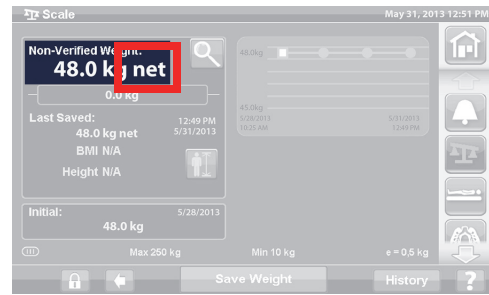 Scale
May 31, 2013 12:51 PM
Non-Verified Weight:
48.0 kg net
0.0 kg
Last Saved:
12:49 PM
48.0 kg net
5/31/2013
BMI N/A
Height N/A
Initial:
5/28/2013
48.0 kg
48.0kg
45.0kg
5/28/2013
5/31/2013
10:25 AM
12:49PM
Max 250 kg
Min 10 kg
e = 0,5 kg
Save Weight
History
?